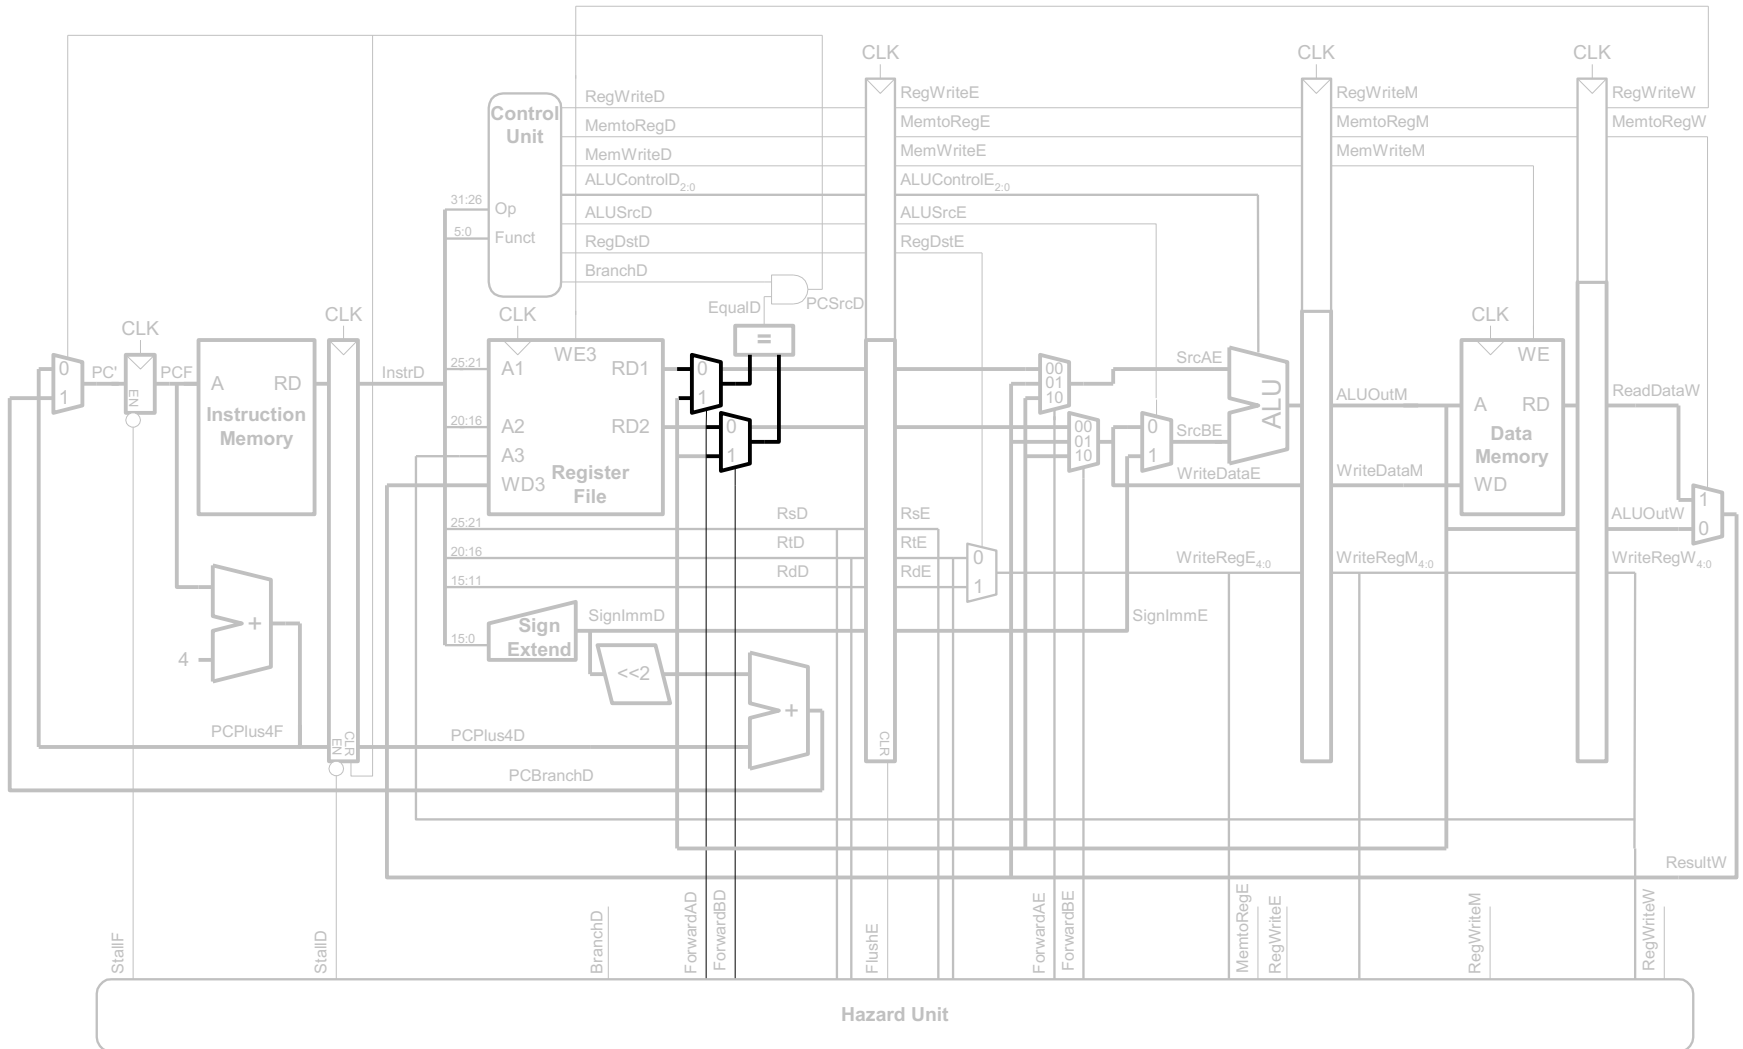 CLK
CLK
CLK
Control
Unit
RegWriteD
MemtoRegD
MemWriteD
ALUControlD2:0
ALUSrcD
RegDstD
BranchD
31:26
Op
5:0
Funct
RegWriteE
MemtoRegE
MemWriteE
ALUControlE2:0
ALUSrcE
RegDstE
RegWriteM
MemtoRegM
MemWriteM
RegWriteW
MemtoRegW
EqualD
PCSrcD
=
CLK
CLK
CLK
CLK
0
1
PC'
EN
PCF
A
RD
Instruction
Memory
InstrD
25:21
A1
WE3
RD1
20:16
A2
RD2
A3
WD3
Register
File
0
1
0
1
00
01
10
00
01
10
0
1
SrcAE
SrcBE
ALU
WriteDataE
ALUOutM
WriteDataM
A
RD
WE
Data
Memory
WD
ReadDataW
1
0
ALUOutW
25:21
RsD
RsE
20:16
RtD
RtE
15:11
RdD
RdE
0
1
WriteRegE4:0
WriteRegM4:0
WriteRegW4:0
SignImmD
SignImmE
15:0
Sign
Extend
<<2
+
4
+
PCPlus4F
EN
CLR
PCPlus4D
CLR
PCBranchD
ResultW
StallF
StallD
BranchD
ForwardAD
ForwardBD
FlushE
ForwardAE
ForwardBE
MemtoRegE
RegWriteE
RegWriteM
RegWriteW
Hazard Unit